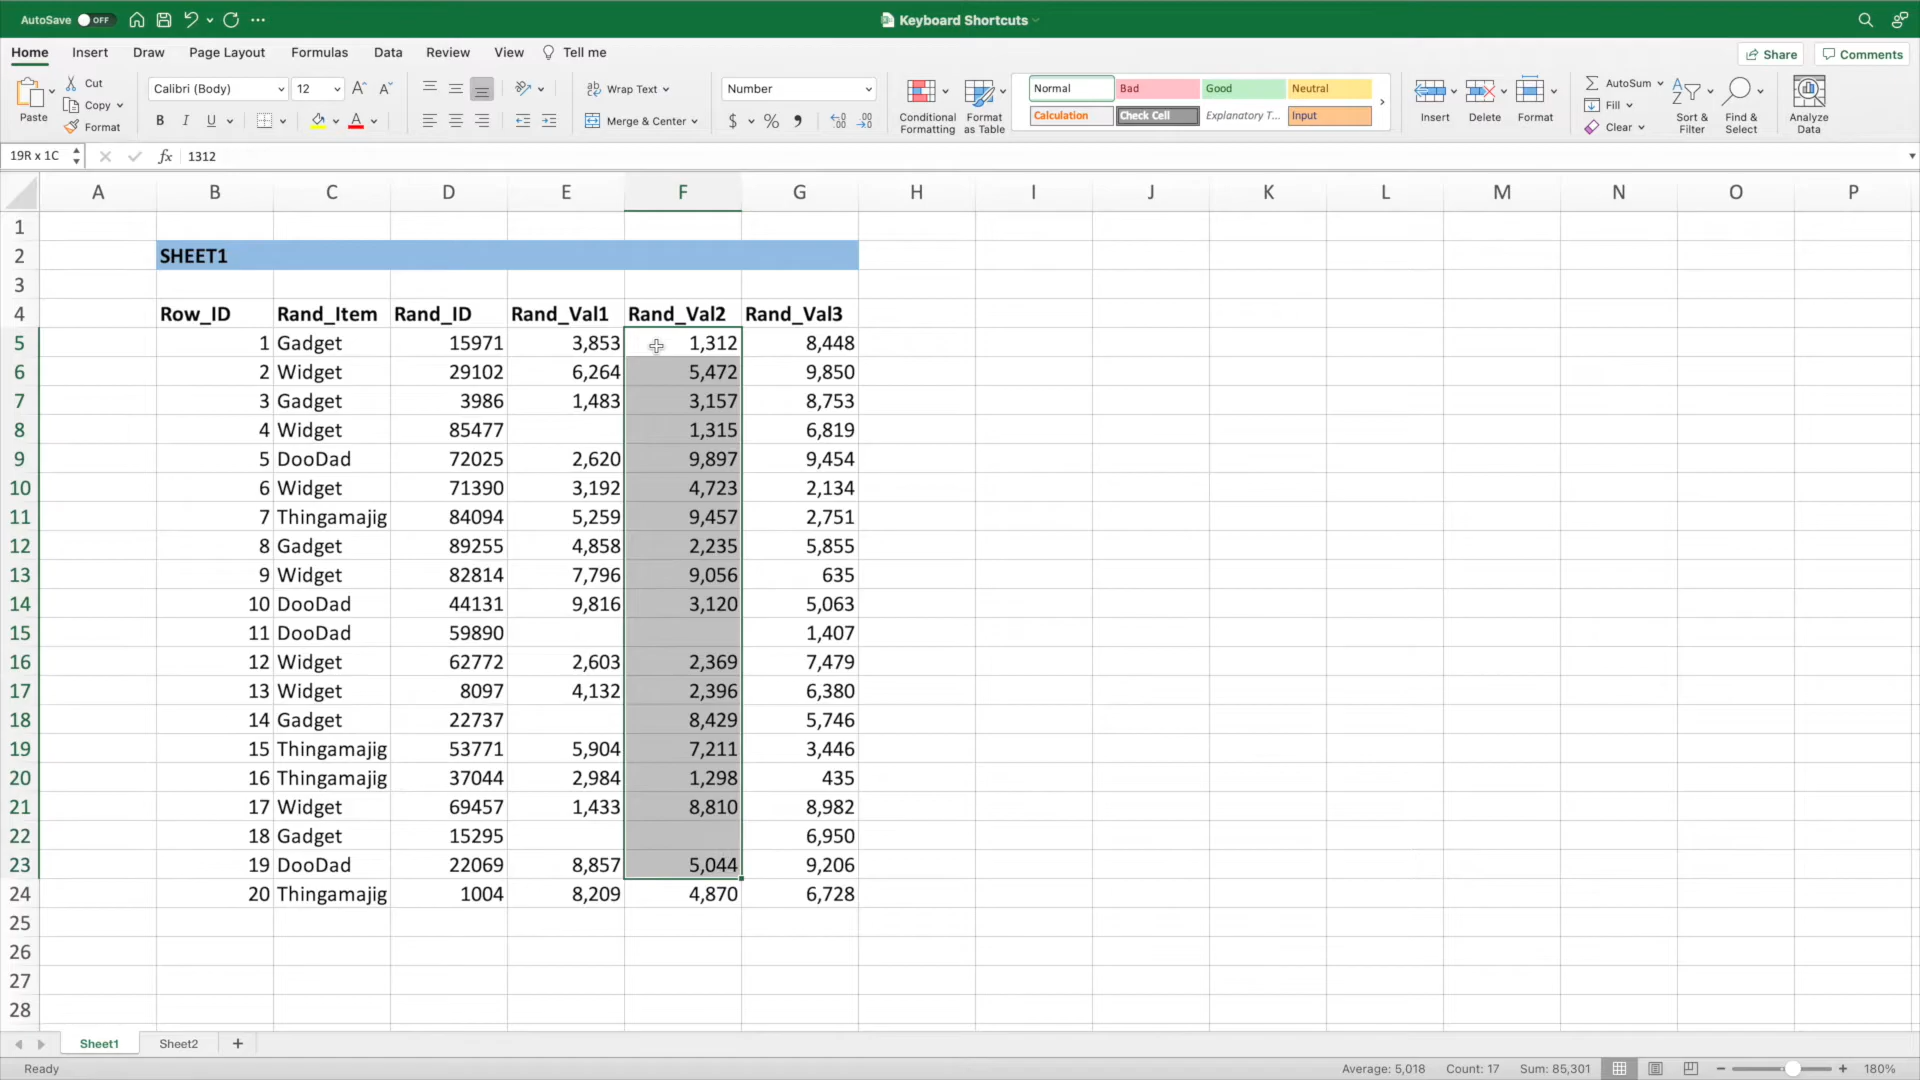 AutoSave OFF Keyboard Shortcuts
Home Insert Draw Page Layout Formulas Data Review View Tell me Share Comments
Paste Cut Copy Format Calibri (Body) 12 A A Wrap Text Number Normal Bad Good Neutral AutoSum
B I U A Merge & Center $ % Calculation Check Cell Explanatory T... Input Fill Clear
Conditional Formatting Format as Table Insert Delete Format Sort & Filter Find & Select Analyze Data
19R x 1C fx 1312
A B C D E F G H I J K L M N O P
1
2 SHEET1
3
4 Row_ID Rand_Item Rand_ID Rand_Val1 Rand_Val2 Rand_Val3
5 1 Gadget 15971 3,853 1,312 8,448
6 2 Widget 29102 6,264 5,472 9,850
7 3 Gadget 3986 1,483 3,157 8,753
8 4 Widget 85477 1,315 6,819
9 5 DooDad 72025 2,620 9,897 9,454
10 6 Widget 71390 3,192 4,723 2,134
11 7 Thingamajig 84094 5,259 9,457 2,751
12 8 Gadget 89255 4,858 2,235 5,855
13 9 Widget 82814 7,796 9,056 635
14 10 DooDad 44131 9,816 3,120 5,063
15 11 DooDad 59890 1,407
16 12 Widget 62772 2,603 2,369 7,479
17 13 Widget 8097 4,132 2,396 6,380
18 14 Gadget 22737 8,429 5,746
19 15 Thingamajig 53771 5,904 7,211 3,446
20 16 Thingamajig 37044 2,984 1,298 435
21 17 Widget 69457 1,433 8,810 8,982
22 18 Gadget 15295 6,950
23 19 DooDad 22069 8,857 5,044 9,206
24 20 Thingamajig 1004 8,209 4,870 6,728
25
26
27
28
Sheet1 Sheet2 +
Ready Average: 5,018 Count: 17 Sum: 85,301 180%